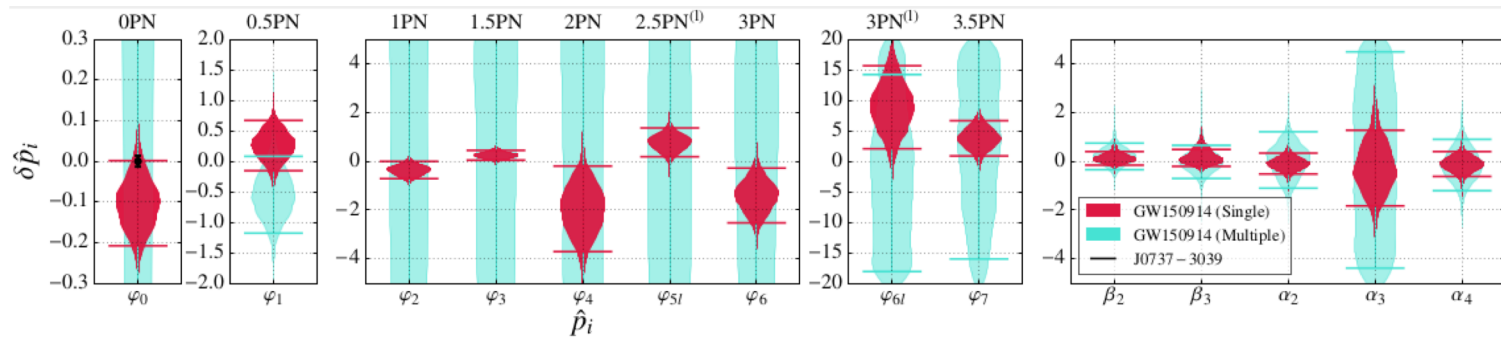 0PN 0.5PN 1PN 1.5PN 2PN 2.5PN⁽ˡ⁾ 3PN 3PN⁽ˡ⁾ 3.5PN
0.3 2.0 20
0.2 1.5 4 15 4
0.1 1.0 2 10 2
0.5 5
0.0 0.0 0 0 0
−0.1 −0.5 −5
−1.0 −2 −10 −2
−0.2 −1.5 −4 −15 −4
−0.3 −2.0 −20
δp̂ᵢ
GW150914 (Single)
GW150914 (Multiple)
J0737−3039
φ₀ φ₁ φ₂ φ₃ φ₄ φ₅ₗ φ₆ φ₆ₗ φ₇ β₂ β₃ α₂ α₃ α₄
p̂ᵢ